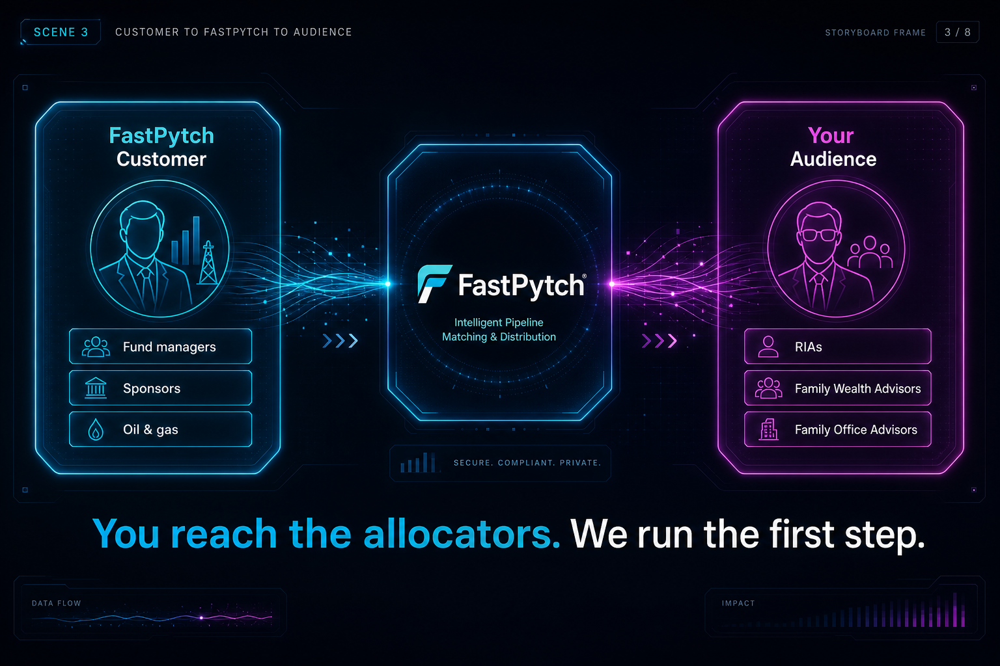 SCENE 3
CUSTOMER TO FASTPYTCH TO AUDIENCE
STORYBOARD FRAME
3 / 8
FastPytch
Customer
Fund managers
Sponsors
Oil & gas
FastPytch®
Intelligent Pipeline
Matching & Distribution
SECURE. COMPLIANT. PRIVATE.
Your
Audience
RIAs
Family Wealth Advisors
Family Office Advisors
You reach the allocators. We run the first step.
DATA FLOW
IMPACT